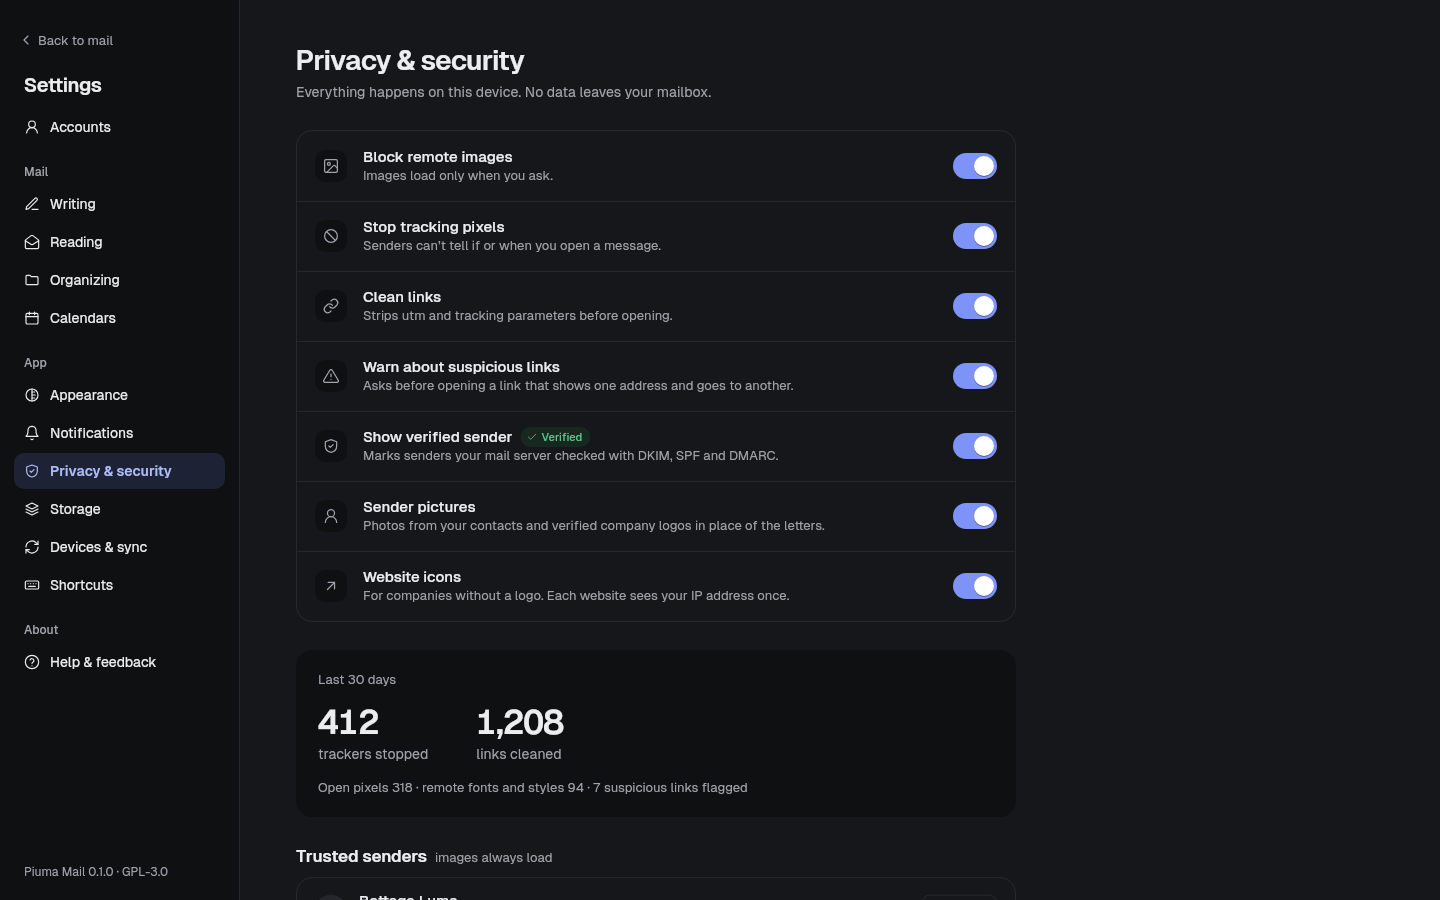 Back to mail
Settings
Accounts
Mail
Writing
Reading
Organizing
Calendars
App
Appearance
Notifications
Privacy & security
Storage
Devices & sync
Shortcuts
About
Help & feedback
Piuma Mail 0.1.0 · GPL-3.0
Privacy & security
Everything happens on this device. No data leaves your mailbox.
Block remote images
Images load only when you ask.
Stop tracking pixels
Senders can't tell if or when you open a message.
Clean links
Strips utm and tracking parameters before opening.
Warn about suspicious links
Asks before opening a link that shows one address and goes to another.
Show verified sender Verified
Marks senders your mail server checked with DKIM, SPF and DMARC.
Sender pictures
Photos from your contacts and verified company logos in place of the letters.
Website icons
For companies without a logo. Each website sees your IP address once.
Last 30 days
412 1,208
trackers stopped links cleaned
Open pixels 318 · remote fonts and styles 94 · 7 suspicious links flagged
Trusted senders images always load